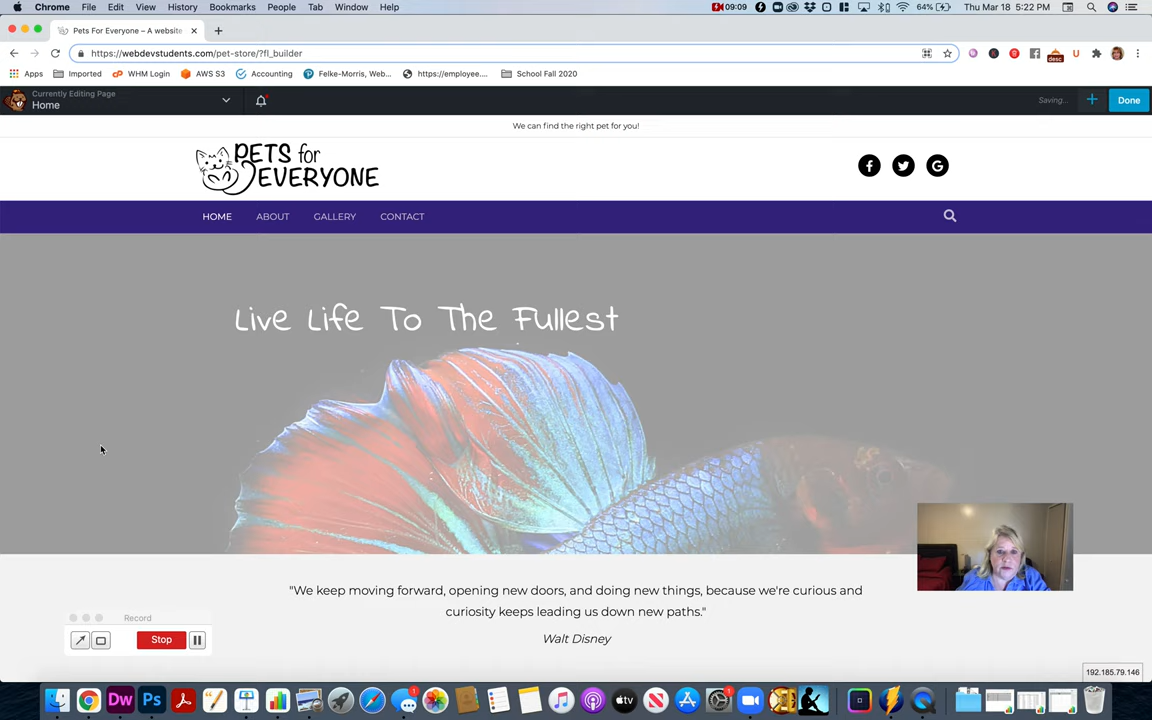 Chrome File Edit View History Bookmarks People Tab Window Help 09:09 64% Thu Mar 18 5:22 PM
Pets For Everyone – A website
https://webdevstudents.com/pet-store/?fl_builder
Apps Imported WHM Login AWS S3 Accounting Felke-Morris, Web... https://employee.... School Fall 2020
Currently Editing Page
Home
Saving...
Done
We can find the right pet for you!
PETS for
EVERYONE
HOME ABOUT GALLERY CONTACT
Live Life To The Fullest
"We keep moving forward, opening new doors, and doing new things, because we're curious and
curiosity keeps leading us down new paths."
Walt Disney
Record
Stop
192.185.79.146
Dw Ps tv